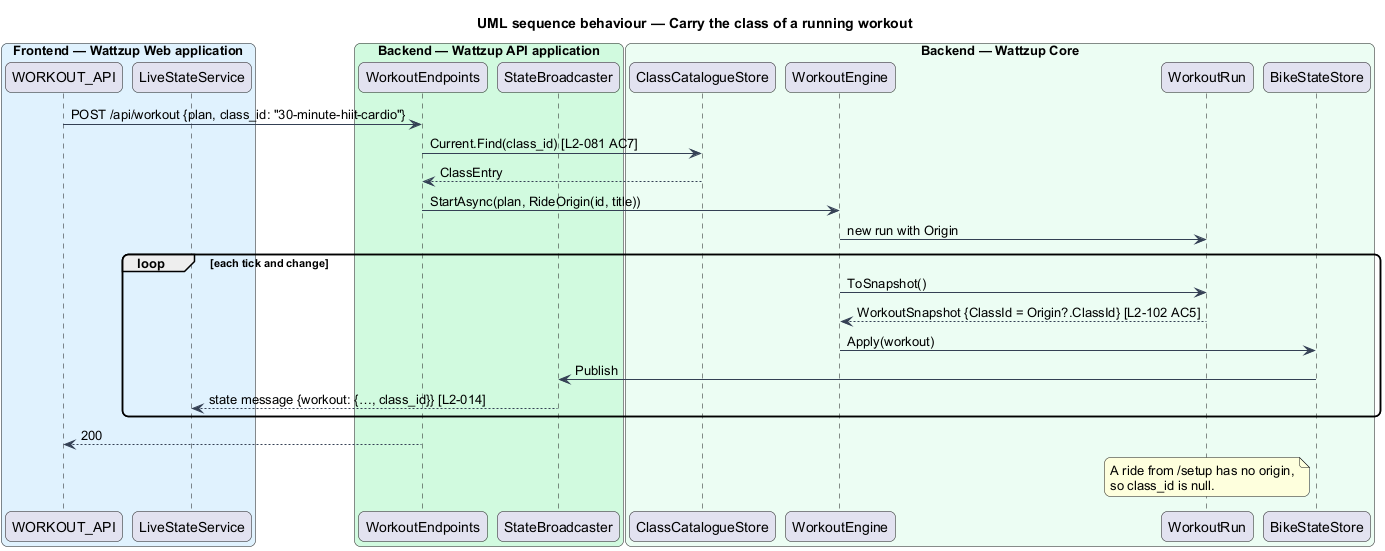 UML sequence behaviour — Carry the class of a running workout
Frontend — Wattzup Web application
Backend — Wattzup API application
Backend — Wattzup Core
WORKOUT_API
LiveStateService
WorkoutEndpoints
StateBroadcaster
ClassCatalogueStore
WorkoutEngine
WorkoutRun
BikeStateStore
POST /api/workout {plan, class_id: "30-minute-hiit-cardio"}
Current.Find(class_id) [L2-081 AC7]
ClassEntry
StartAsync(plan, RideOrigin(id, title))
new run with Origin
loop
[each tick and change]
ToSnapshot()
WorkoutSnapshot {ClassId = Origin?.ClassId} [L2-102 AC5]
Apply(workout)
Publish
state message {workout: {…, class_id}} [L2-014]
200
A ride from /setup has no origin,
so class_id is null.
WORKOUT_API
LiveStateService
WorkoutEndpoints
StateBroadcaster
ClassCatalogueStore
WorkoutEngine
WorkoutRun
BikeStateStore